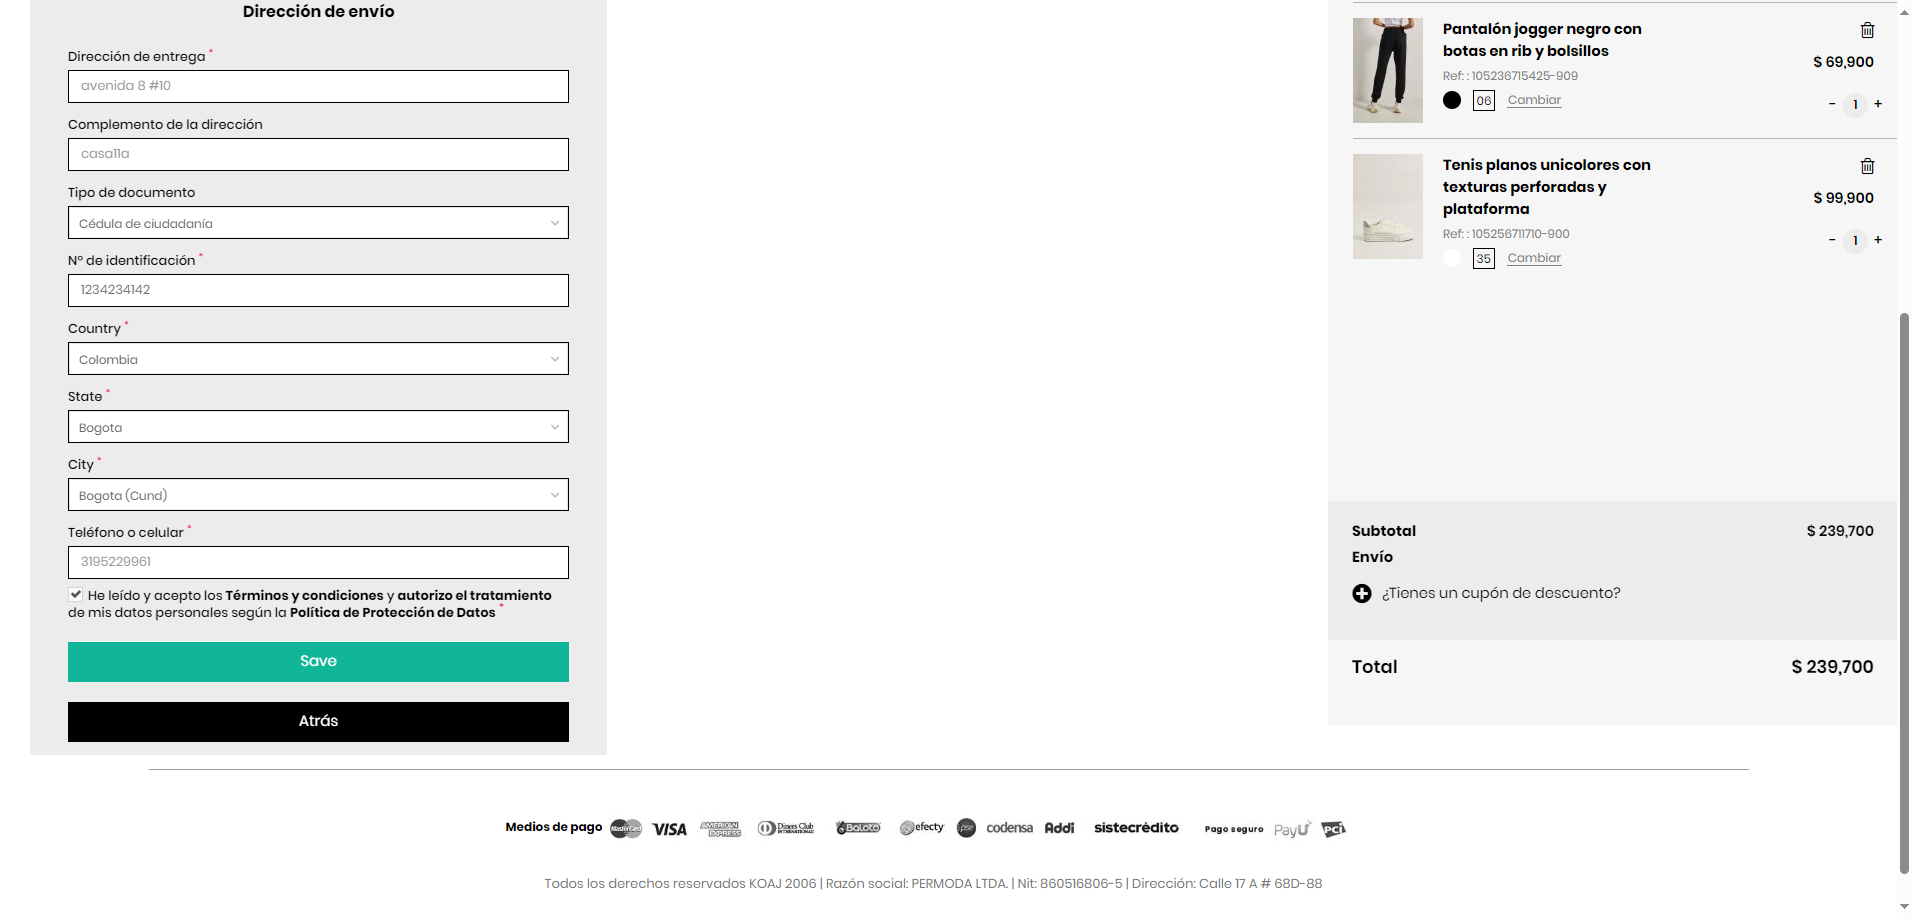 Dirección de envío
Dirección de entrega *
avenida 8 #10
Complemento de la dirección
casa11a
Tipo de documento
Cédula de ciudadanía
Nº de identificación *
1234234142
Country *
Colombia
State *
Bogota
City *
Bogota (Cund)
Teléfono o celular *
3195229961
He leído y acepto los Términos y condiciones y autorizo el tratamiento
de mis datos personales según la Política de Protección de Datos *
Save
Atrás
Pantalón jogger negro con
botas en rib y bolsillos
$ 69,900
Ref: : 105236715425-909
06 Cambiar
- 1 +
Tenis planos unicolores con
texturas perforadas y
plataforma
$ 99,900
Ref: : 105256711710-900
35 Cambiar
- 1 +
Subtotal $ 239,700
Envío
¿Tienes un cupón de descuento?
Total $ 239,700
Medios de pago MasterCard VISA AMERICAN EXPRESS Diners Club INTERNATIONAL Baloto efecty pse codensa Addi sistecrédito Pago seguro PayU PCI
Todos los derechos reservados KOAJ 2006 | Razón social: PERMODA LTDA. | Nit: 860516806-5 | Dirección: Calle 17 A # 68D-88